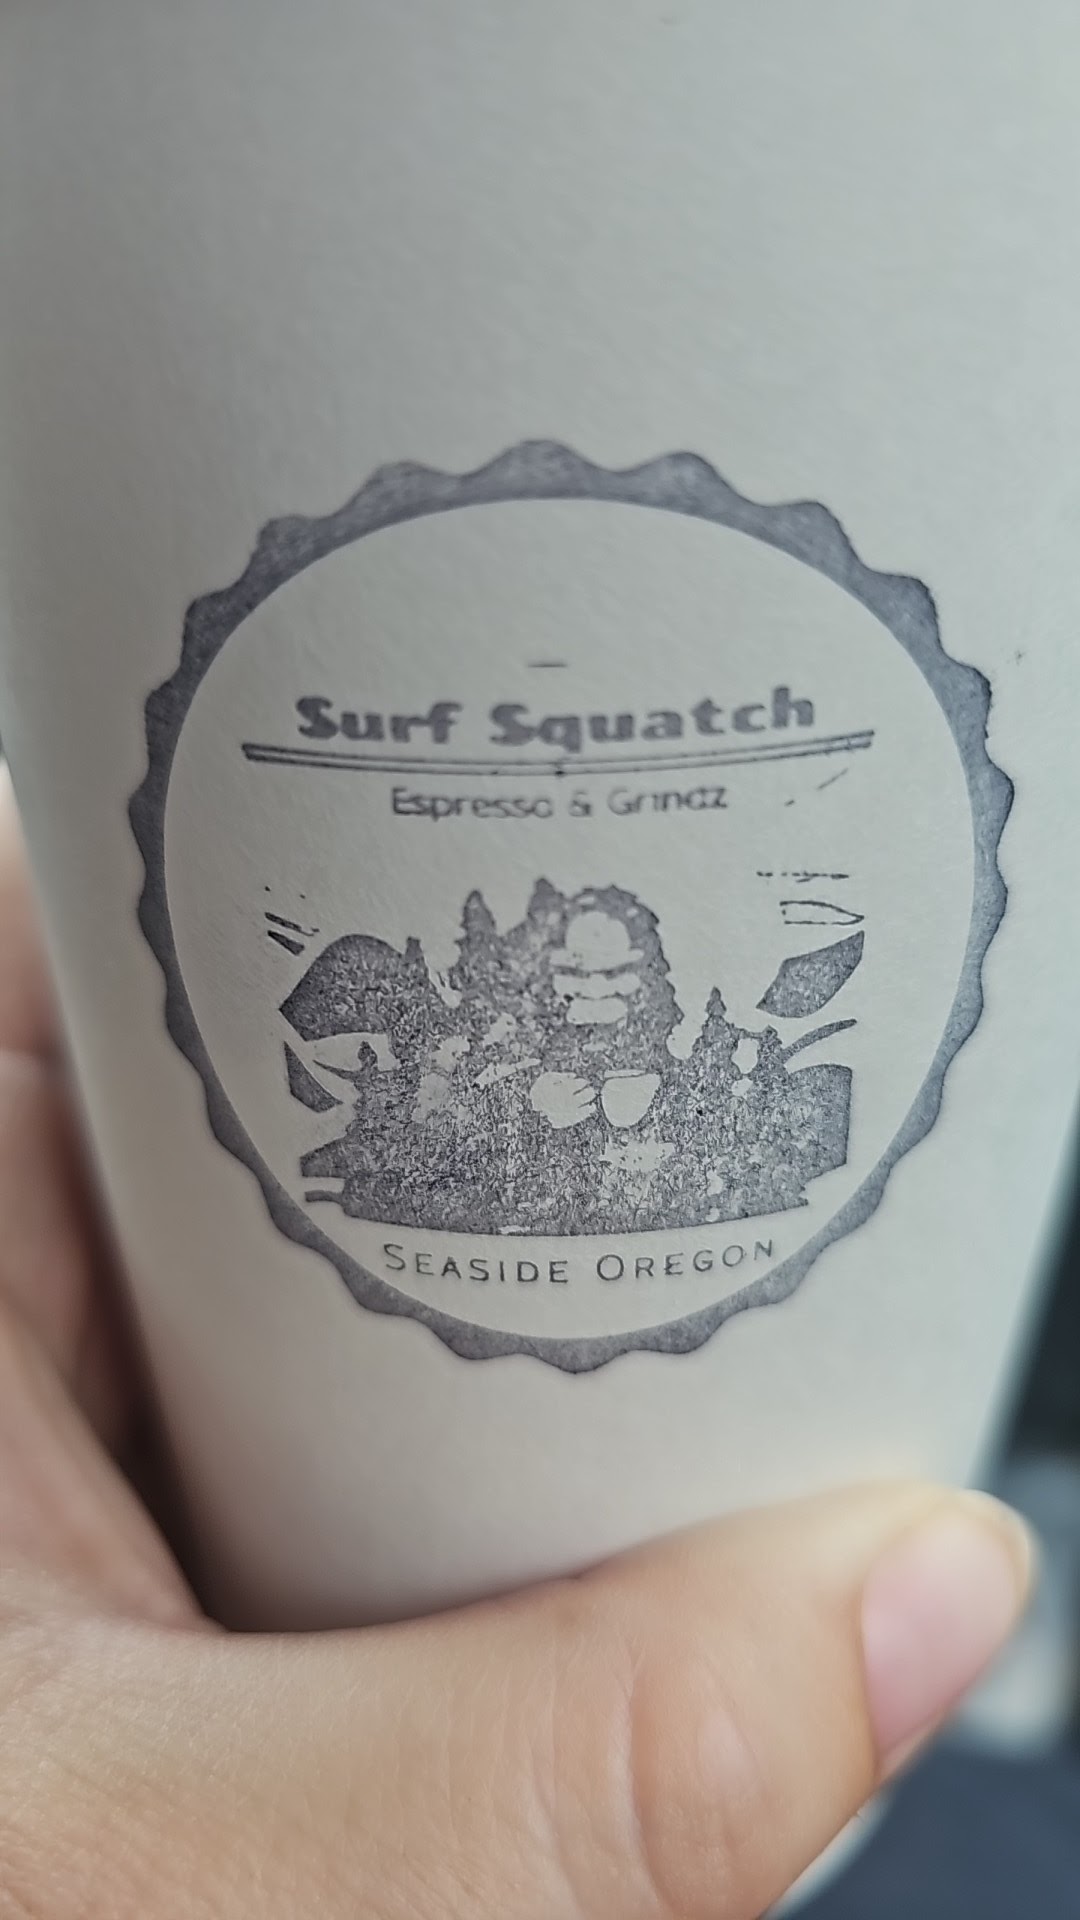 Surf Squatch
Espresso & Grindz
SEASIDE OREGON